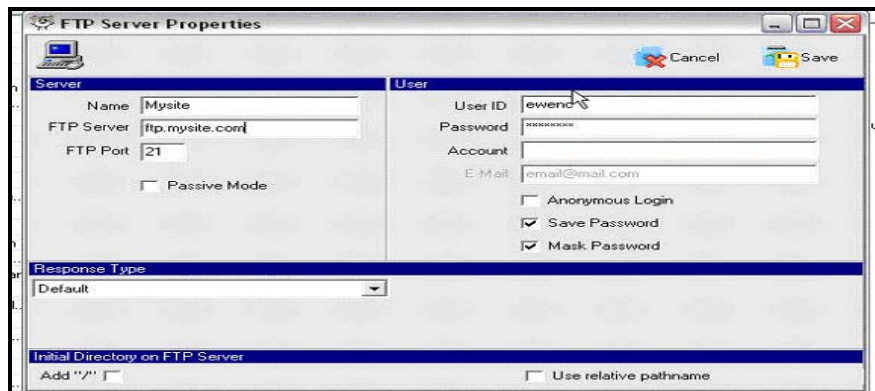 FTP Server Properties
Cancel
Save
Server
User
Name Mysite
User ID ewenc
FTP Server ftp.mysite.com
Password ********
FTP Port 21
Account
E-Mail email@mail.com
Passive Mode
Anonymous Login
Save Password
Mask Password
Response Type
Default
Initial Directory on FTP Server
Add "/"
Use relative pathname